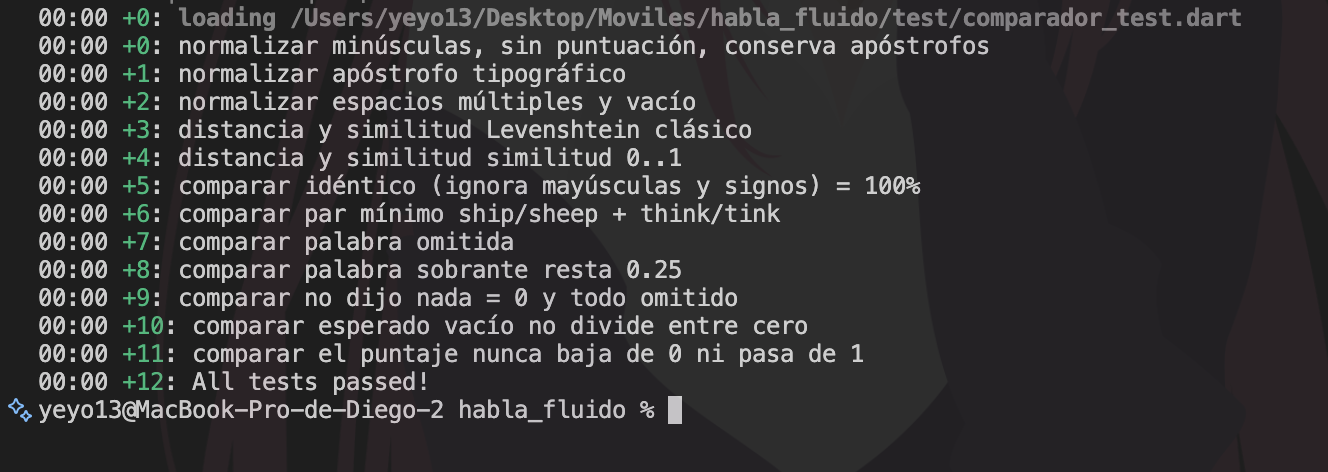 00:00 +0: loading /Users/yeyo13/Desktop/Moviles/habla_fluido/test/comparador_test.dart
00:00 +0: normalizar minúsculas, sin puntuación, conserva apóstrofos
00:00 +1: normalizar apóstrofo tipográfico
00:00 +2: normalizar espacios múltiples y vacío
00:00 +3: distancia y similitud Levenshtein clásico
00:00 +4: distancia y similitud similitud 0..1
00:00 +5: comparar idéntico (ignora mayúsculas y signos) = 100%
00:00 +6: comparar par mínimo ship/sheep + think/tink
00:00 +7: comparar palabra omitida
00:00 +8: comparar palabra sobrante resta 0.25
00:00 +9: comparar no dijo nada = 0 y todo omitido
00:00 +10: comparar esperado vacío no divide entre cero
00:00 +11: comparar el puntaje nunca baja de 0 ni pasa de 1
00:00 +12: All tests passed!
yeyo13@MacBook-Pro-de-Diego-2 habla_fluido %